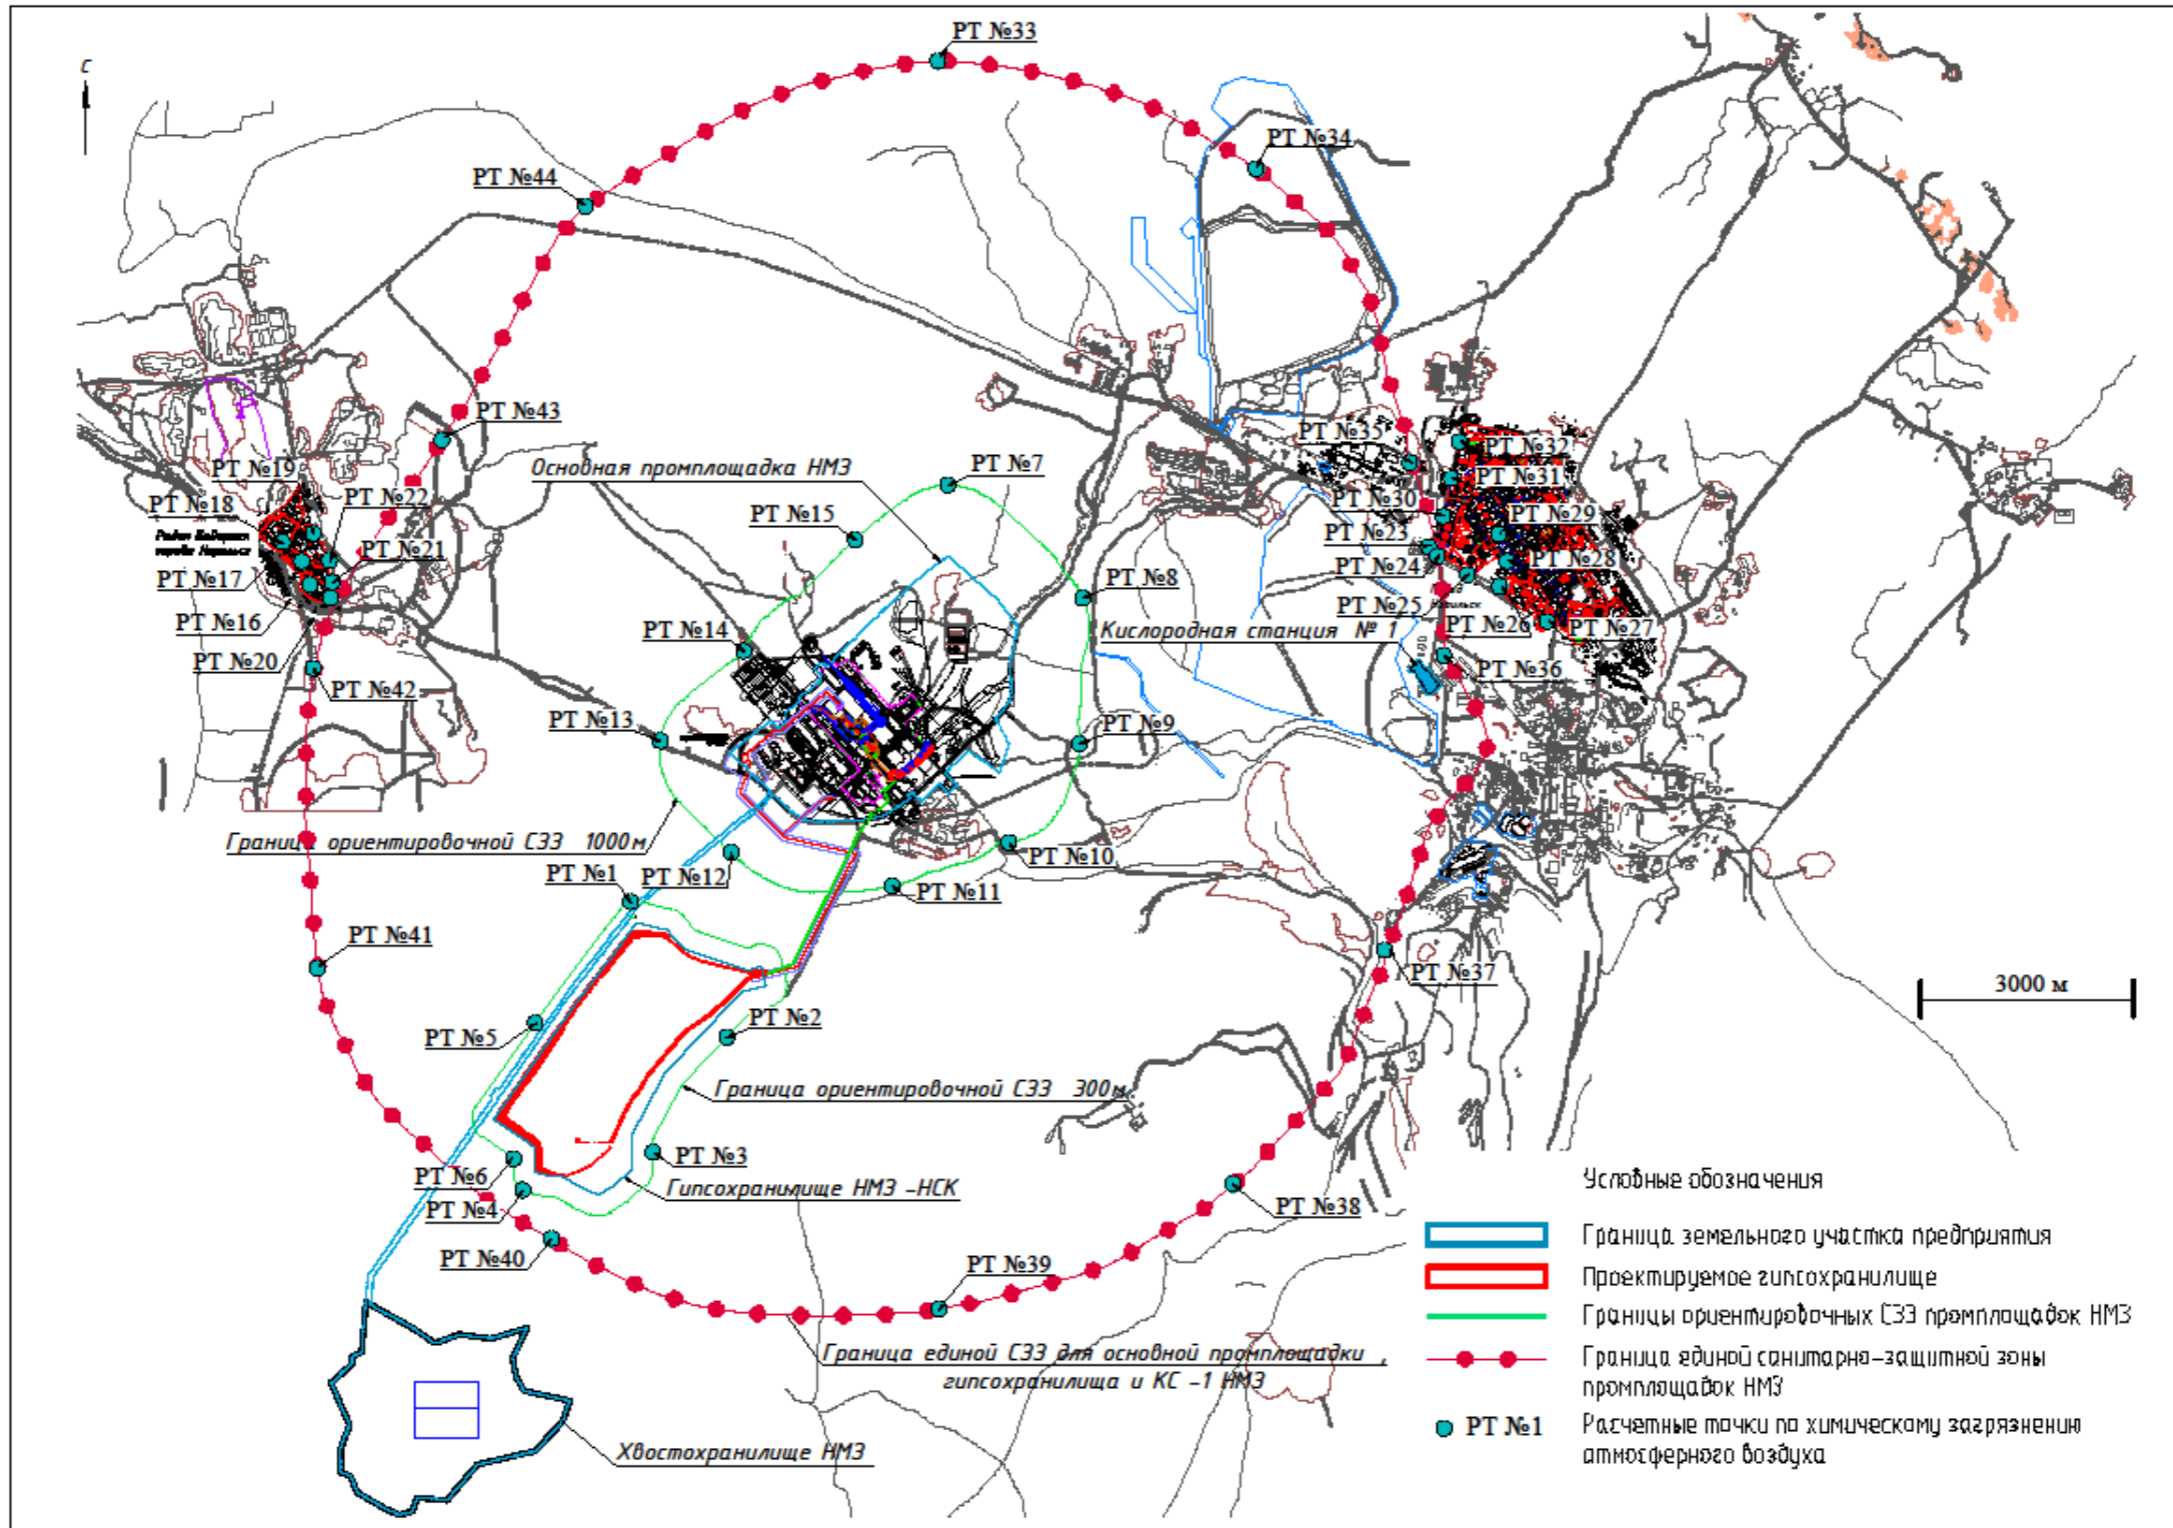 РТ №33
С
РТ №34
РТ №44
РТ №43
РТ №35
РТ №32
Основная промплощадка НМЗ
РТ №7
РТ №19
РТ №31
РТ №22
РТ №18
РТ №30
РТ №15
РТ №29
Район Кайеркан
города Норильск
РТ №23
РТ №21
РТ №28
РТ №24
РТ №17
РТ №8
РТ №25
РТ №16
РТ №14
Кислородная станция №1
РТ №26
РТ №27
РТ №20
РТ №36
РТ №42
РТ №13
РТ №9
Граница ориентировочной СЗЗ 1000м
РТ №10
РТ №1
РТ №12
РТ №11
РТ №41
РТ №37
3000 м
РТ №2
РТ №5
Граница ориентировочной СЗЗ 300м
РТ №3
РТ №6
Гипсохранилище НМЗ -НСК
РТ №4
РТ №38
РТ №40
РТ №39
Граница единой СЗЗ для основной промплощадки ,
гипсохранилища и КС -1 НМЗ
Хвостохранилище НМЗ
Условные обозначения
Граница земельного участка предприятия
Проектируемое гипсохранилище
Границы ориентировочных СЗЗ промплощадок НМЗ
Граница единой санитарно-защитной зоны
промплощадок НМЗ
РТ №1
Расчетные точки по химическому загрязнению
атмосферного воздуха